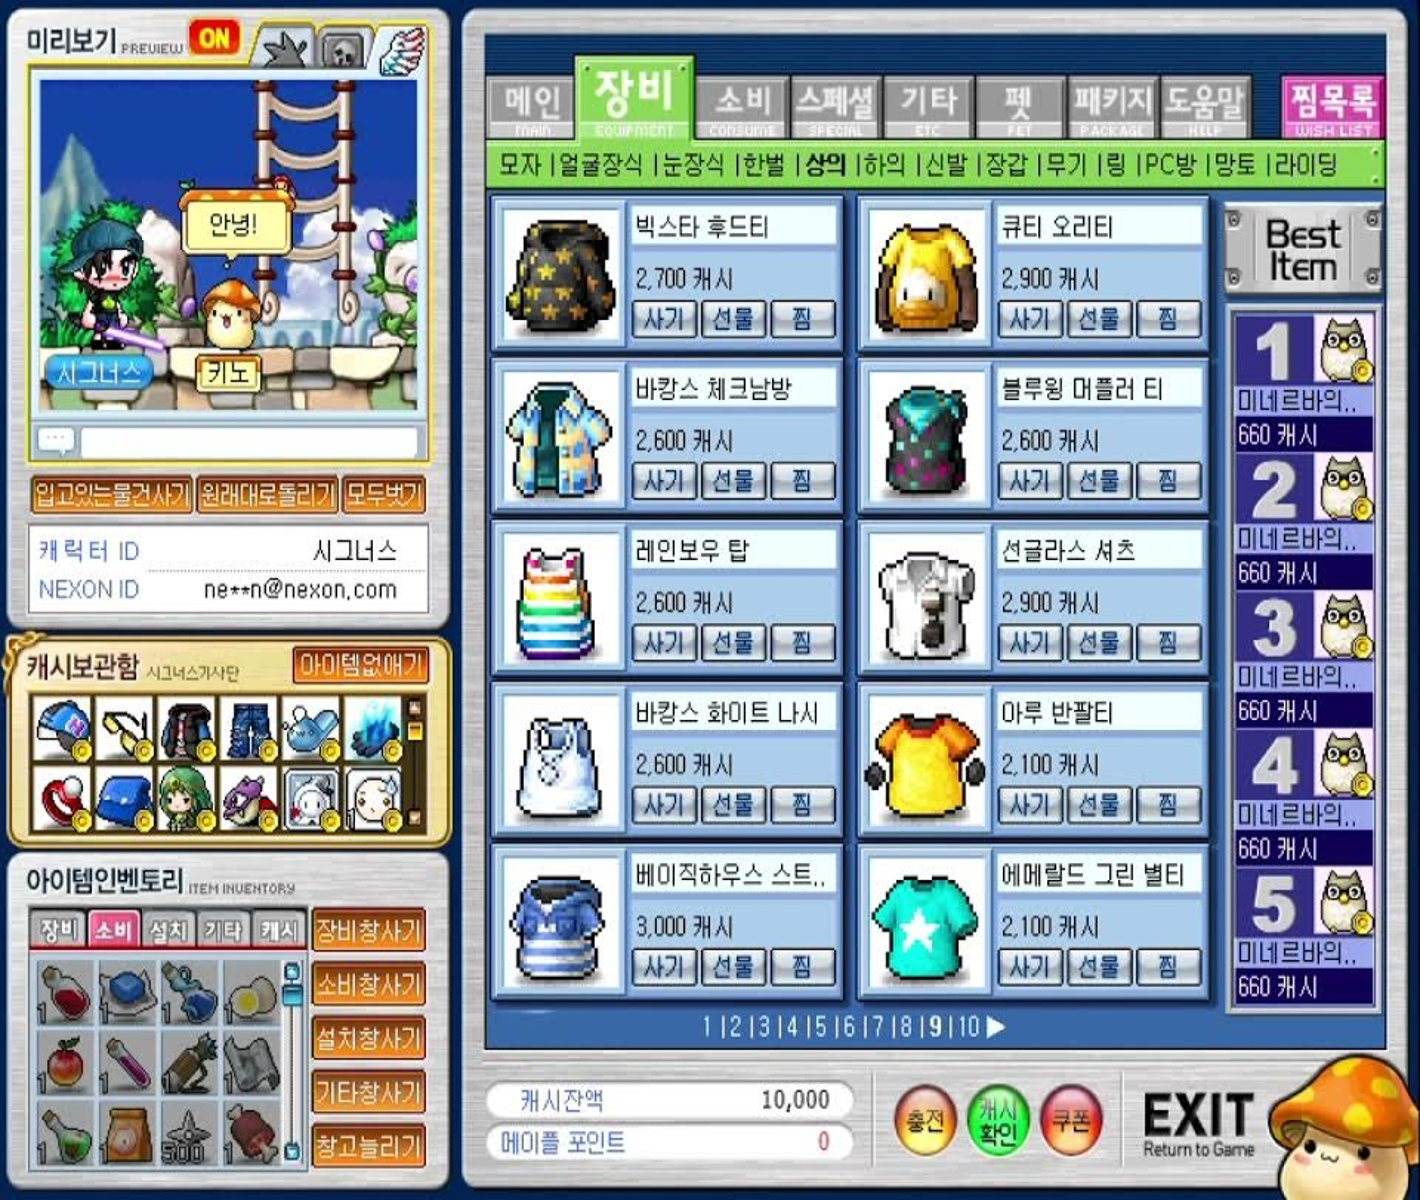 미리보기 PREVIEW ON
안녕!
시그너스
키노
입고있는물건사기 원래대로돌리기 모두벗기
캐릭터 ID 시그너스
NEXON ID ne**n@nexon.com
캐시보관함 시그너스기사단 아이템없애기
아이템인벤토리 ITEM INVENTORY
장비 소비 설치 기타 캐시
장비창사기
소비창사기
설치창사기
기타창사기
창고늘리기
1 1 1 1
1 1 1 1
1 1 500 1
메인 장비 소비 스페셜 기타 펫 패키지 도움말 찜목록
MAIN EQUIPMENT CONSUME SPECIAL ETC PET PACKAGE HELP WISH LIST
모자 | 얼굴장식 | 눈장식 | 한벌 | 상의 | 하의 | 신발 | 장갑 | 무기 | 링 | PC방 | 망토 | 라이딩
빅스타 후드티
2,700 캐시
사기 선물 찜
큐티 오리티
2,900 캐시
사기 선물 찜
바캉스 체크남방
2,600 캐시
사기 선물 찜
블루윙 머플러 티
2,600 캐시
사기 선물 찜
레인보우 탑
2,600 캐시
사기 선물 찜
선글라스 셔츠
2,900 캐시
사기 선물 찜
바캉스 화이트 나시
2,600 캐시
사기 선물 찜
아루 반팔티
2,100 캐시
사기 선물 찜
베이직하우스 스트..
3,000 캐시
사기 선물 찜
에메랄드 그린 별티
2,100 캐시
사기 선물 찜
1 | 2 | 3 | 4 | 5 | 6 | 7 | 8 | 9 | 10
Best
Item
1
미네르바의..
660 캐시
2
미네르바의..
660 캐시
3
미네르바의..
660 캐시
4
미네르바의..
660 캐시
5
미네르바의..
660 캐시
캐시잔액 10,000
메이플 포인트 0
충전
캐시
확인
쿠폰
EXIT
Return to Game